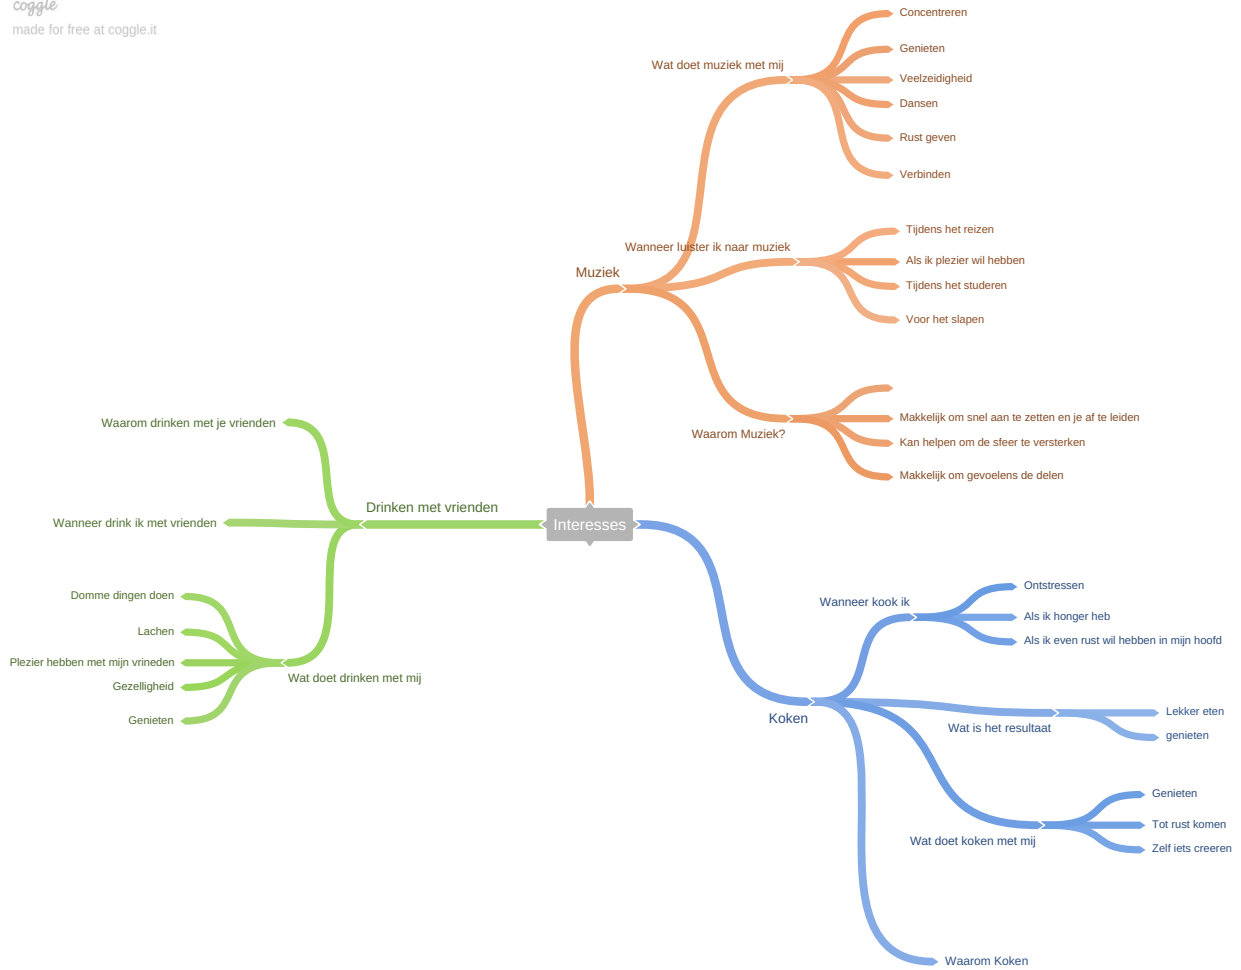 coggle
made for free at coggle.it
Concentreren
Genieten
Wat doet muziek met mij
Veelzeidigheid
Dansen
Rust geven
Verbinden
Tijdens het reizen
Wanneer luister ik naar muziek
Als ik plezier wil hebben
Muziek
Tijdens het studeren
Voor het slapen
Makkelijk om snel aan te zetten en je af te leiden
Waarom Muziek?
Kan helpen om de sfeer te versterken
Makkelijk om gevoelens de delen
Waarom drinken met je vrienden
Drinken met vrienden
Wanneer drink ik met vrienden
Interesses
Domme dingen doen
Lachen
Plezier hebben met mijn vrineden
Gezelligheid
Wat doet drinken met mij
Genieten
Ontstressen
Wanneer kook ik
Als ik honger heb
Als ik even rust wil hebben in mijn hoofd
Koken
Lekker eten
Wat is het resultaat
genieten
Genieten
Tot rust komen
Wat doet koken met mij
Zelf iets creeren
Waarom Koken